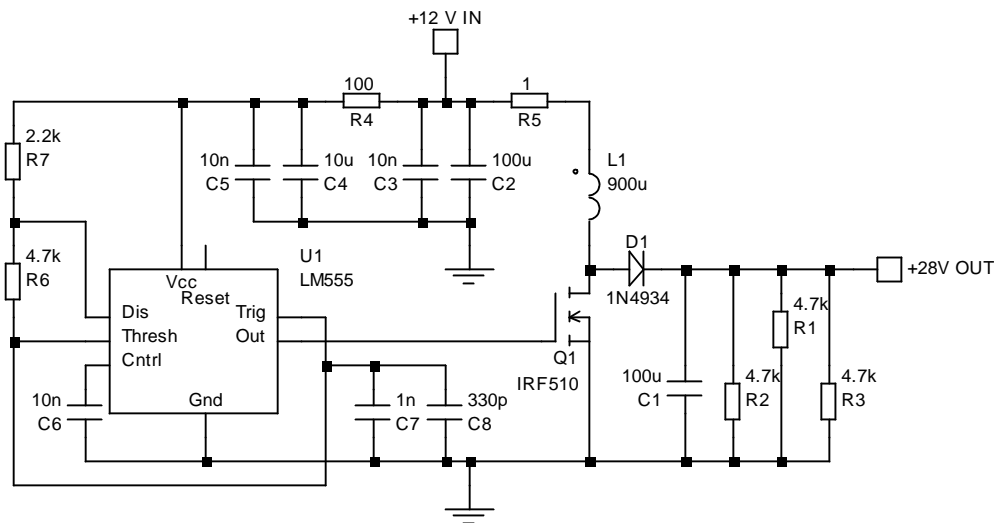 +12 V IN
100
R4
1
R5
2.2k
R7
10n
C5
10u
C4
10n
C3
100u
C2
L1
900u
4.7k
R6
U1
LM555
Vcc
Reset
Dis
Trig
Thresh
Out
Cntrl
Gnd
D1
1N4934
+28V OUT
Q1
IRF510
4.7k
R1
10n
C6
1n
C7
330p
C8
100u
C1
4.7k
R2
4.7k
R3